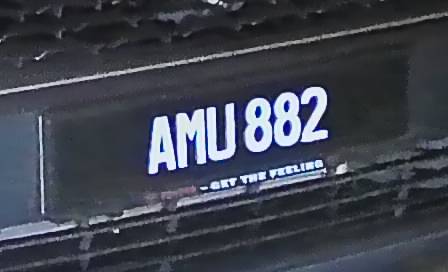 AMU 882
- GET THE FEELING